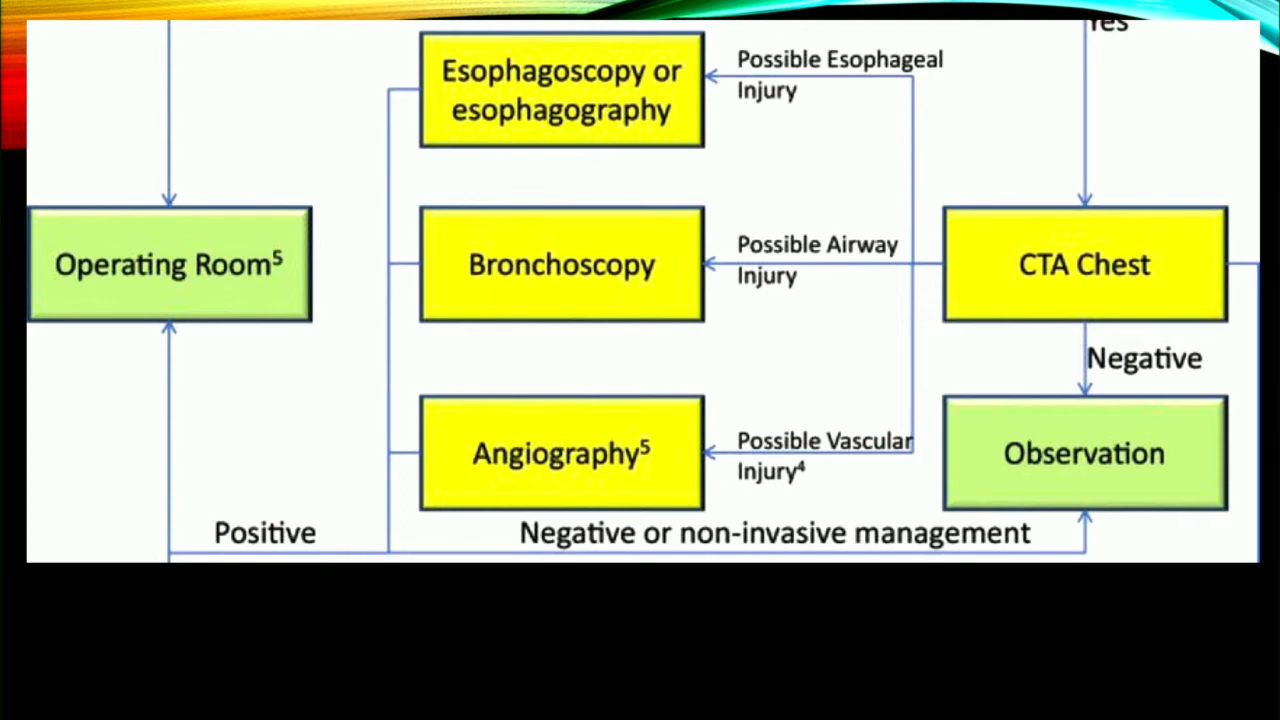 Yes
Esophagoscopy or
esophagography
Possible Esophageal
Injury
Operating Room⁵
Bronchoscopy
Possible Airway
Injury
CTA Chest
Negative
Angiography⁵
Possible Vascular
Injury⁴
Observation
Positive
Negative or non-invasive management